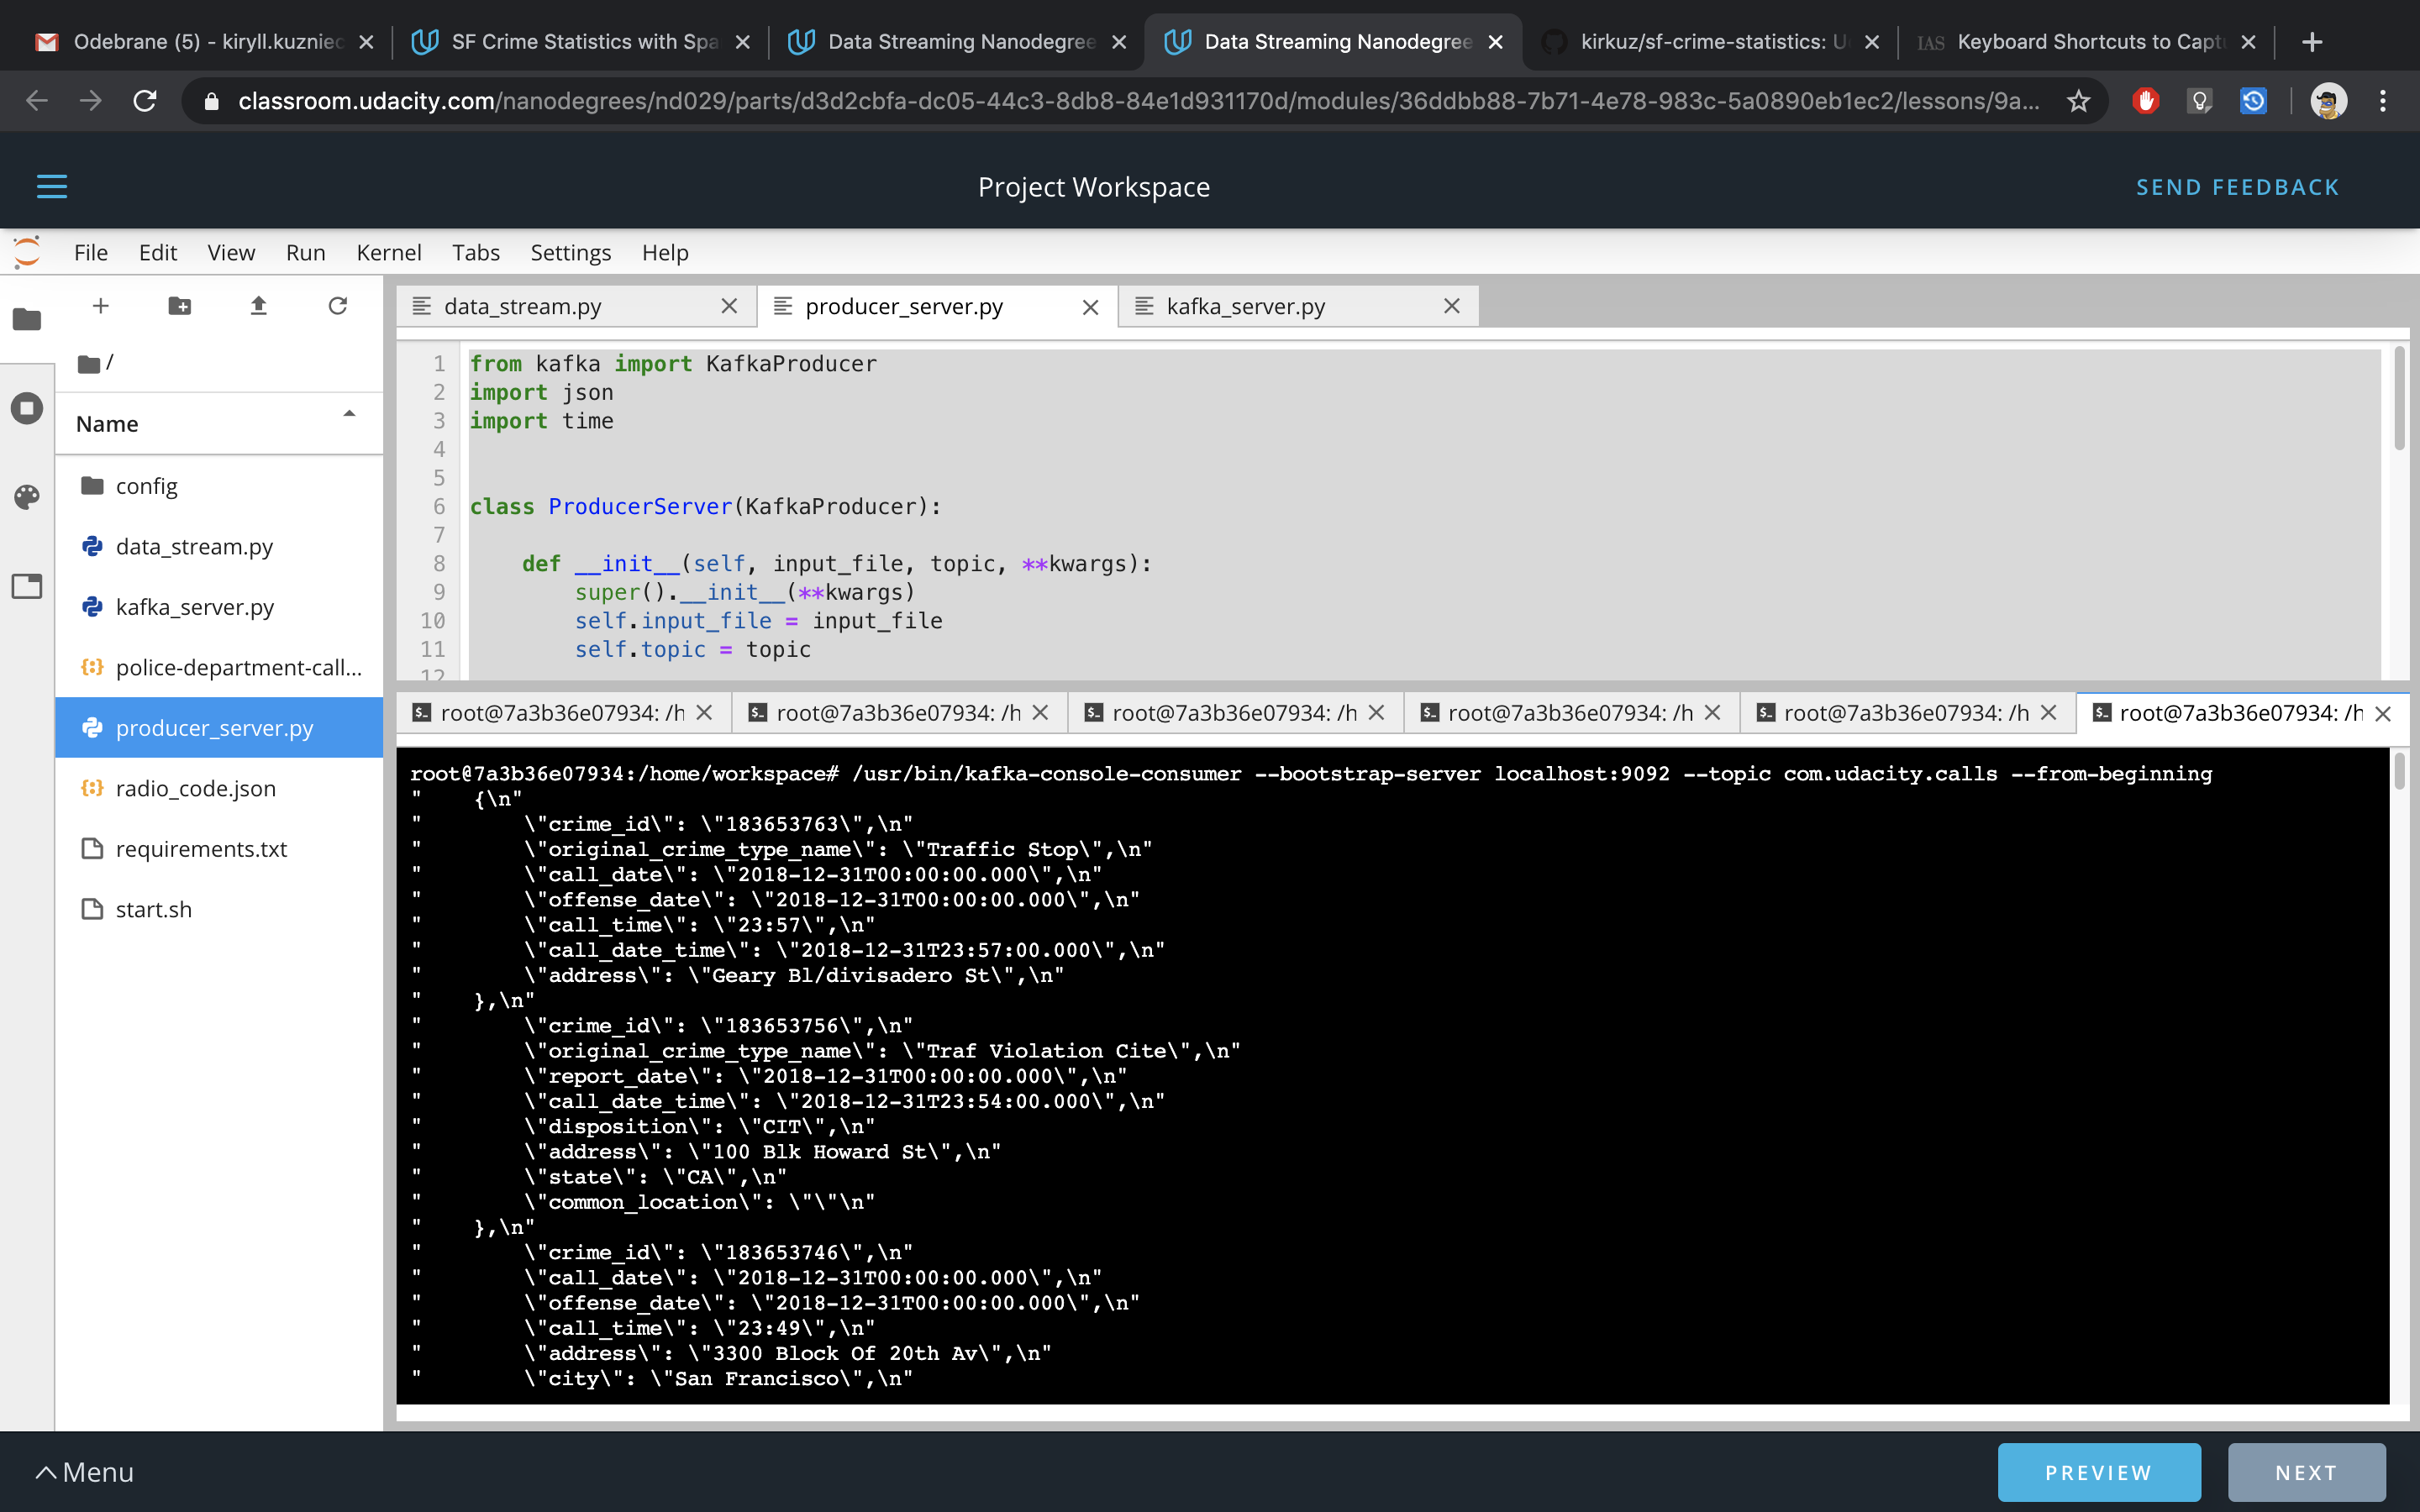 Odebrane (5) - kiryll.kuzniec
SF Crime Statistics with Spa
Data Streaming Nanodegree
Data Streaming Nanodegree
kirkuz/sf-crime-statistics: U
IAS Keyboard Shortcuts to Capt
classroom.udacity.com/nanodegrees/nd029/parts/d3d2cbfa-dc05-44c3-8db8-84e1d931170d/modules/36ddbb88-7b71-4e78-983c-5a0890eb1ec2/lessons/9a...
Project Workspace
SEND FEEDBACK
File Edit View Run Kernel Tabs Settings Help
/
Name
config
data_stream.py
kafka_server.py
police-department-call...
producer_server.py
radio_code.json
requirements.txt
start.sh
data_stream.py
producer_server.py
kafka_server.py
1 from kafka import KafkaProducer
2 import json
3 import time
4
5
6 class ProducerServer(KafkaProducer):
7
8     def __init__(self, input_file, topic, **kwargs):
9         super().__init__(**kwargs)
10         self.input_file = input_file
11         self.topic = topic
12
root@7a3b36e07934: /h
root@7a3b36e07934: /h
root@7a3b36e07934: /h
root@7a3b36e07934: /h
root@7a3b36e07934: /h
root@7a3b36e07934: /h
root@7a3b36e07934:/home/workspace# /usr/bin/kafka-console-consumer --bootstrap-server localhost:9092 --topic com.udacity.calls --from-beginning
"    {\n"
"        \"crime_id\": \"183653763\",\n"
"        \"original_crime_type_name\": \"Traffic Stop\",\n"
"        \"call_date\": \"2018-12-31T00:00:00.000\",\n"
"        \"offense_date\": \"2018-12-31T00:00:00.000\",\n"
"        \"call_time\": \"23:57\",\n"
"        \"call_date_time\": \"2018-12-31T23:57:00.000\",\n"
"        \"address\": \"Geary Bl/divisadero St\",\n"
"    },\n"
"        \"crime_id\": \"183653756\",\n"
"        \"original_crime_type_name\": \"Traf Violation Cite\",\n"
"        \"report_date\": \"2018-12-31T00:00:00.000\",\n"
"        \"call_date_time\": \"2018-12-31T23:54:00.000\",\n"
"        \"disposition\": \"CIT\",\n"
"        \"address\": \"100 Blk Howard St\",\n"
"        \"state\": \"CA\",\n"
"        \"common_location\": \"\"\n"
"    },\n"
"        \"crime_id\": \"183653746\",\n"
"        \"call_date\": \"2018-12-31T00:00:00.000\",\n"
"        \"offense_date\": \"2018-12-31T00:00:00.000\",\n"
"        \"call_time\": \"23:49\",\n"
"        \"address\": \"3300 Block Of 20th Av\",\n"
"        \"city\": \"San Francisco\",\n"
Menu
PREVIEW
NEXT